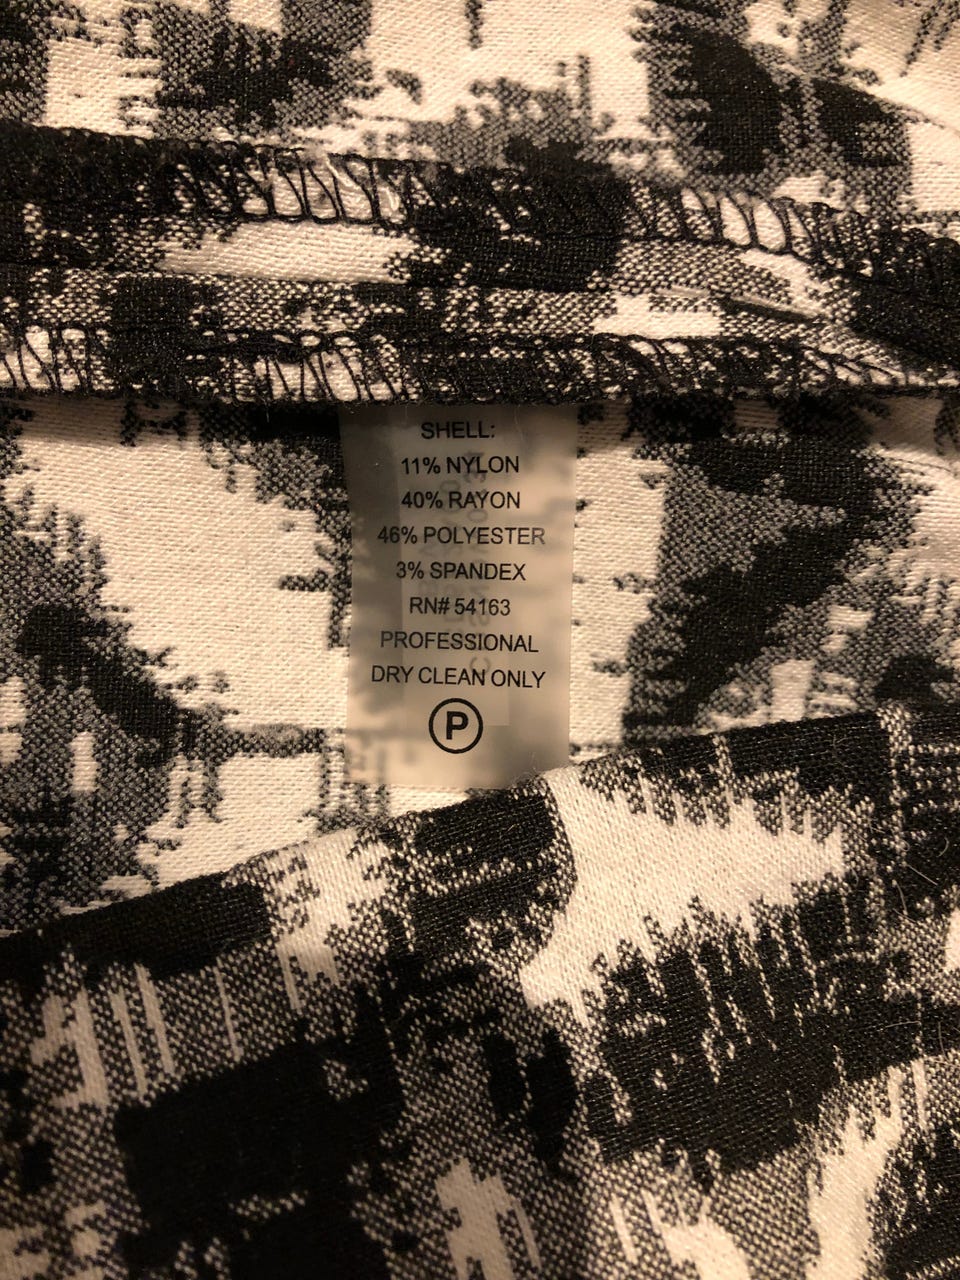 SHELL:
11% NYLON
40% RAYON
46% POLYESTER
3% SPANDEX
RN# 54163
PROFESSIONAL
DRY CLEAN ONLY
P